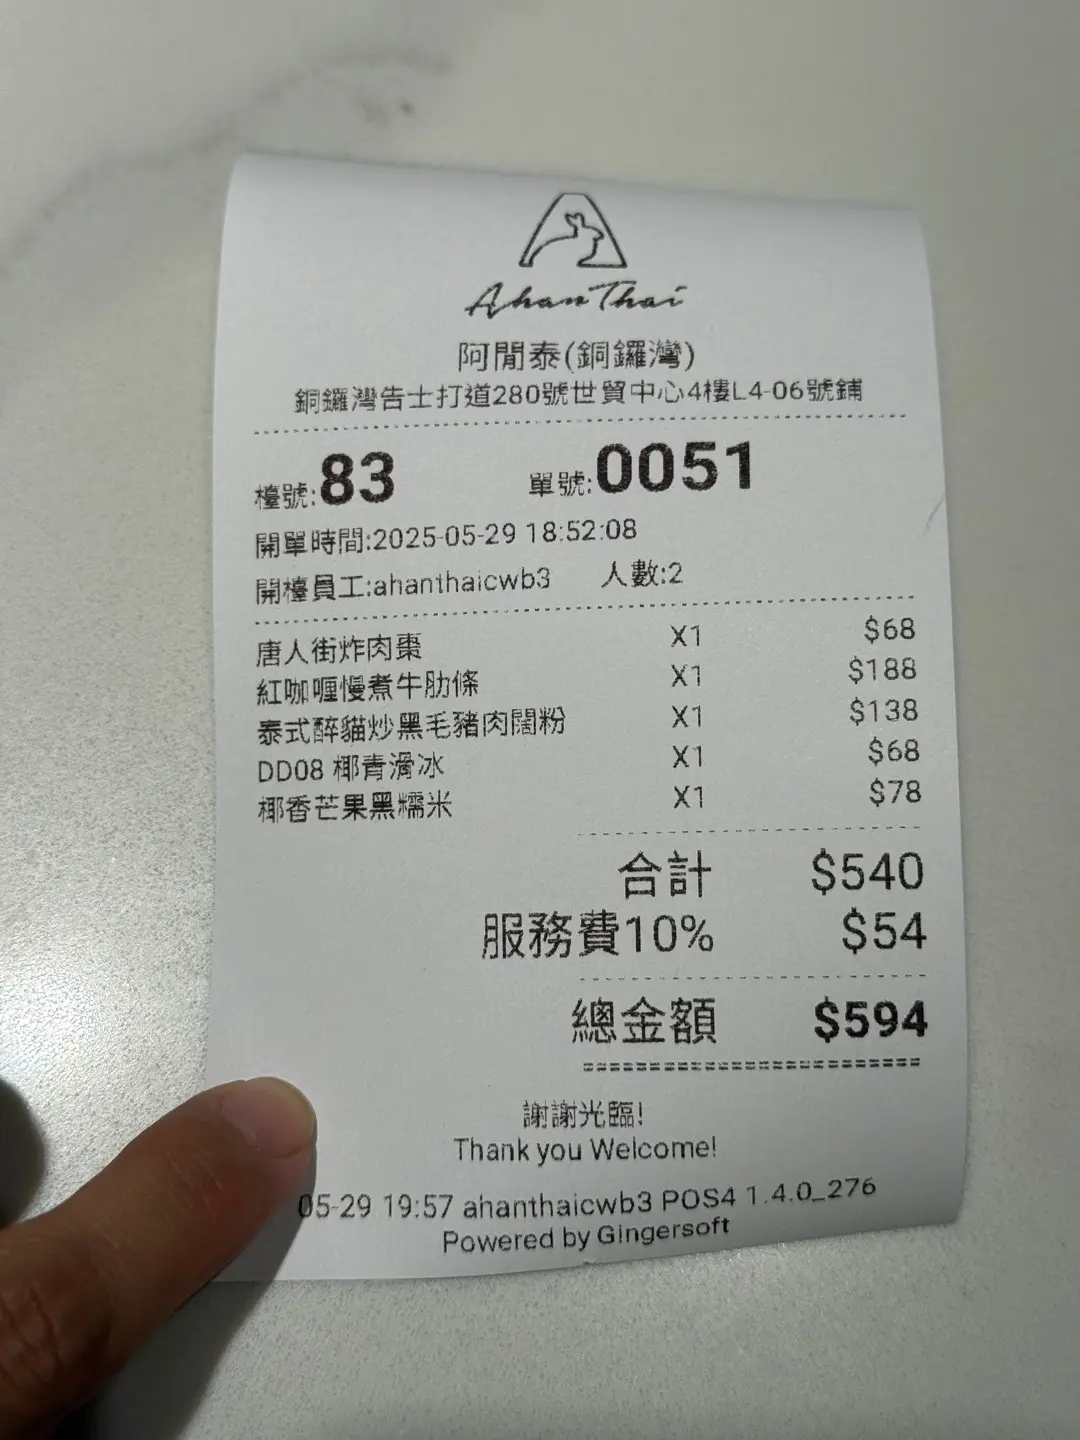 Ahan Thai
阿閒泰(銅鑼灣)
銅鑼灣告士打道280號世貿中心4樓L4-06號鋪
檯號:83 單號:0051
開單時間:2025-05-29 18:52:08
開檯員工:ahanthaicwb3 人數:2
唐人街炸肉棗 X1 $68
紅咖喱慢煮牛肋條 X1 $188
泰式醉貓炒黑毛豬肉闊粉 X1 $138
DD08 椰青滑冰 X1 $68
椰香芒果黑糯米 X1 $78
合計 $540
服務費10% $54
總金額 $594
謝謝光臨!
Thank you Welcome!
05-29 19:57 ahanthaicwb3 POS4 1.4.0_276
Powered by Gingersoft